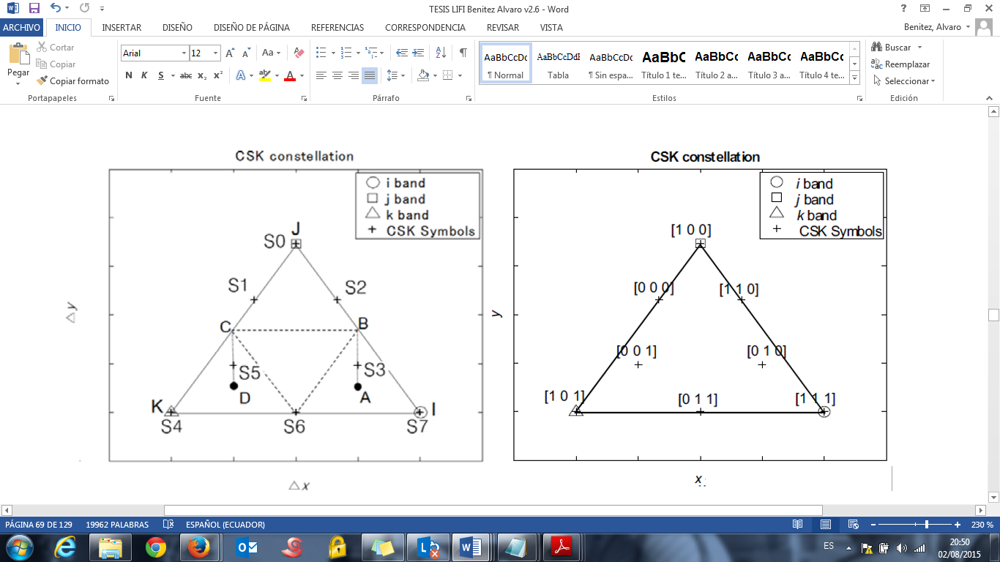 TESIS LIFI Benitez Alvaro v2.6 - Word
ARCHIVO INICIO INSERTAR DISEÑO DISEÑO DE PÁGINA REFERENCIAS CORRESPONDENCIA REVISAR VISTA Benitez, Alvaro
Pegar
Cortar
Copiar
Copiar formato
Portapapeles
Arial 12
Aa
N K S abc x₂ x²
A A
Fuente
Párrafo
AaBbCcDc AaBbCcDdE AaBbCcDc AaBbC AaBbCc AaBbCc AaBbCc
¶ Normal Tabla ¶ Sin espa... Título 1 te... Título 2 a... Título 3 a... Título 4 te...
Estilos
Buscar
Reemplazar
Seleccionar
Edición
CSK constellation
i band
j band
k band
CSK Symbols
J
S0
S1 S2
C B
S5 S3
D A
K I
S4 S6 S7
△y
△x
CSK constellation
i band
j band
k band
CSK Symbols
[1 0 0]
[0 0 0] [1 1 0]
[0 0 1] [0 1 0]
[1 0 1] [0 1 1] [1 1 1]
y
x
PÁGINA 69 DE 129 19962 PALABRAS ESPAÑOL (ECUADOR) 230 %
ES
20:50
02/08/2015